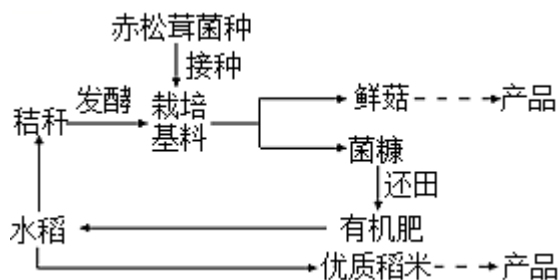 赤松茸菌种
接种
发酵
秸秆
栽培
基料
鲜菇
产品
菌糠
还田
水稻
有机肥
优质稻米
产品